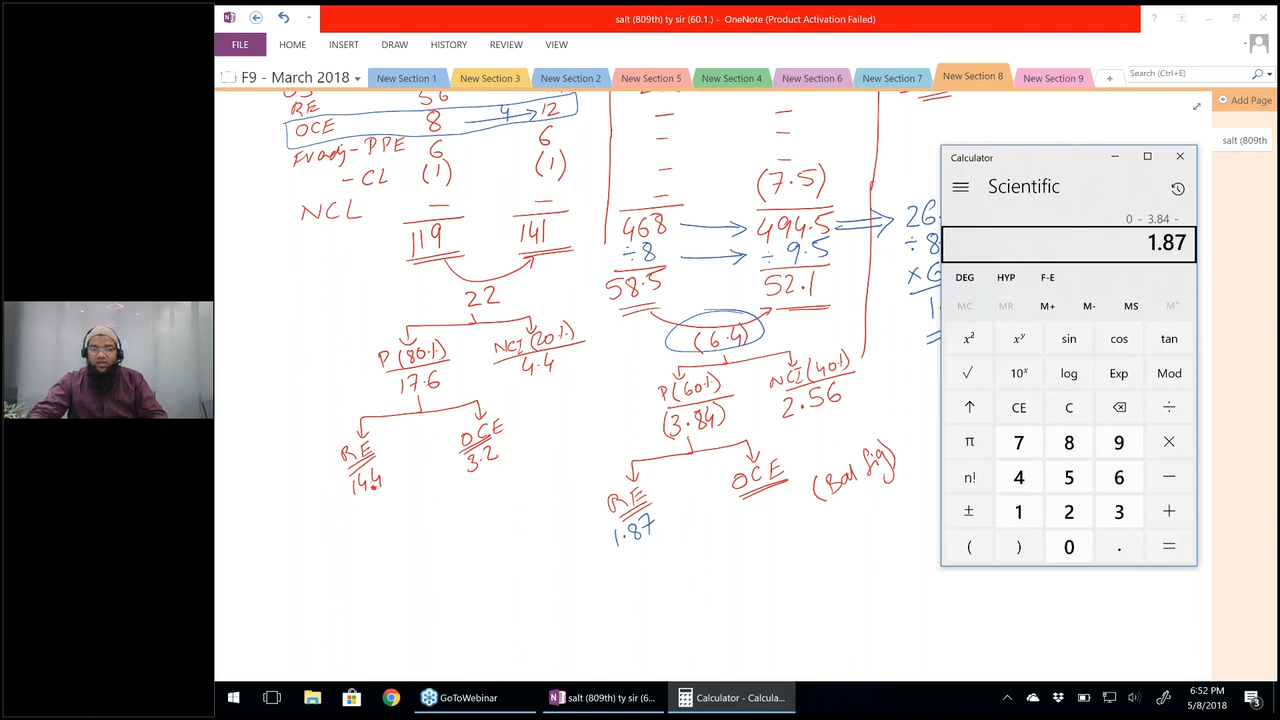 salt (809th) ty sir (60.1.) - OneNote (Product Activation Failed)
FILE HOME INSERT DRAW HISTORY REVIEW VIEW
F9 - March 2018 New Section 1 New Section 3 New Section 2 New Section 5 New Section 4 New Section 6 New Section 7 New Section 8 New Section 9 + Search (Ctrl+E)
Add Page
salt (809th)
RE 56
OCE 8 4 12
Fvadj-PPE 6 6
-CL (1) (1)
NCL - -
119 141
22
P(80%) NCI(20%)
17.6 4.4
RE OCE
14.4 3.2
- -
- -
- -
- (7.5)
468 494.5
÷8 ÷9.5
58.5 52.1
(6.4)
P(60%) NCI(40%)
(3.84) 2.56
RE OCE (Bal fig)
1.87
26.
÷8
×6
1.
Calculator
Scientific
0 - 3.84 -
1.87
DEG HYP F-E
MC MR M+ M- MS M˅
x² xʸ sin cos tan
√ 10ˣ log Exp Mod
↑ CE C ⌫ ÷
π 7 8 9 ×
n! 4 5 6 −
± 1 2 3 +
( ) 0 . =
GoToWebinar salt (809th) ty sir (6... Calculator - Calcula...
6:52 PM
5/8/2018
3